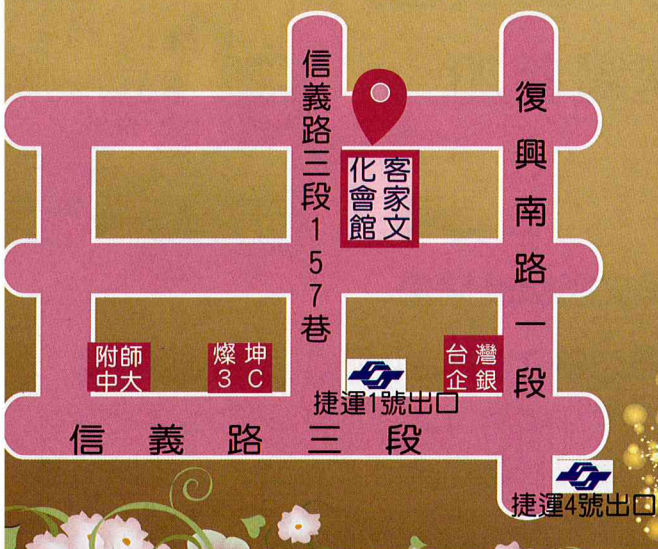 信義路三段157巷
復興南路一段
客家文
化會館
師大
附中
燦坤
3C
台灣
企銀
捷運1號出口
信義路三段
捷運4號出口